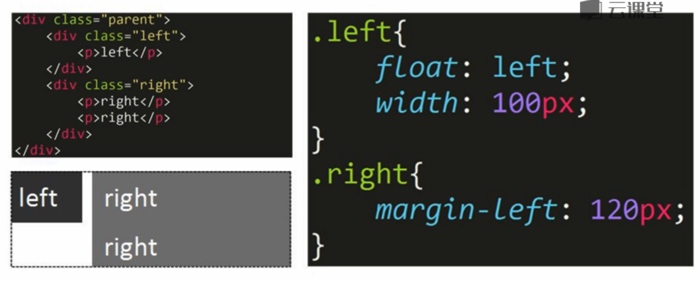 云课堂
<div class="parent">
    <div class="left">
        <p>left</p>
    </div>
    <div class="right">
        <p>right</p>
        <p>right</p>
    </div>
</div>
left
right
right
.left{
    float: left;
    width: 100px;
}
.right{
    margin-left: 120px;
}